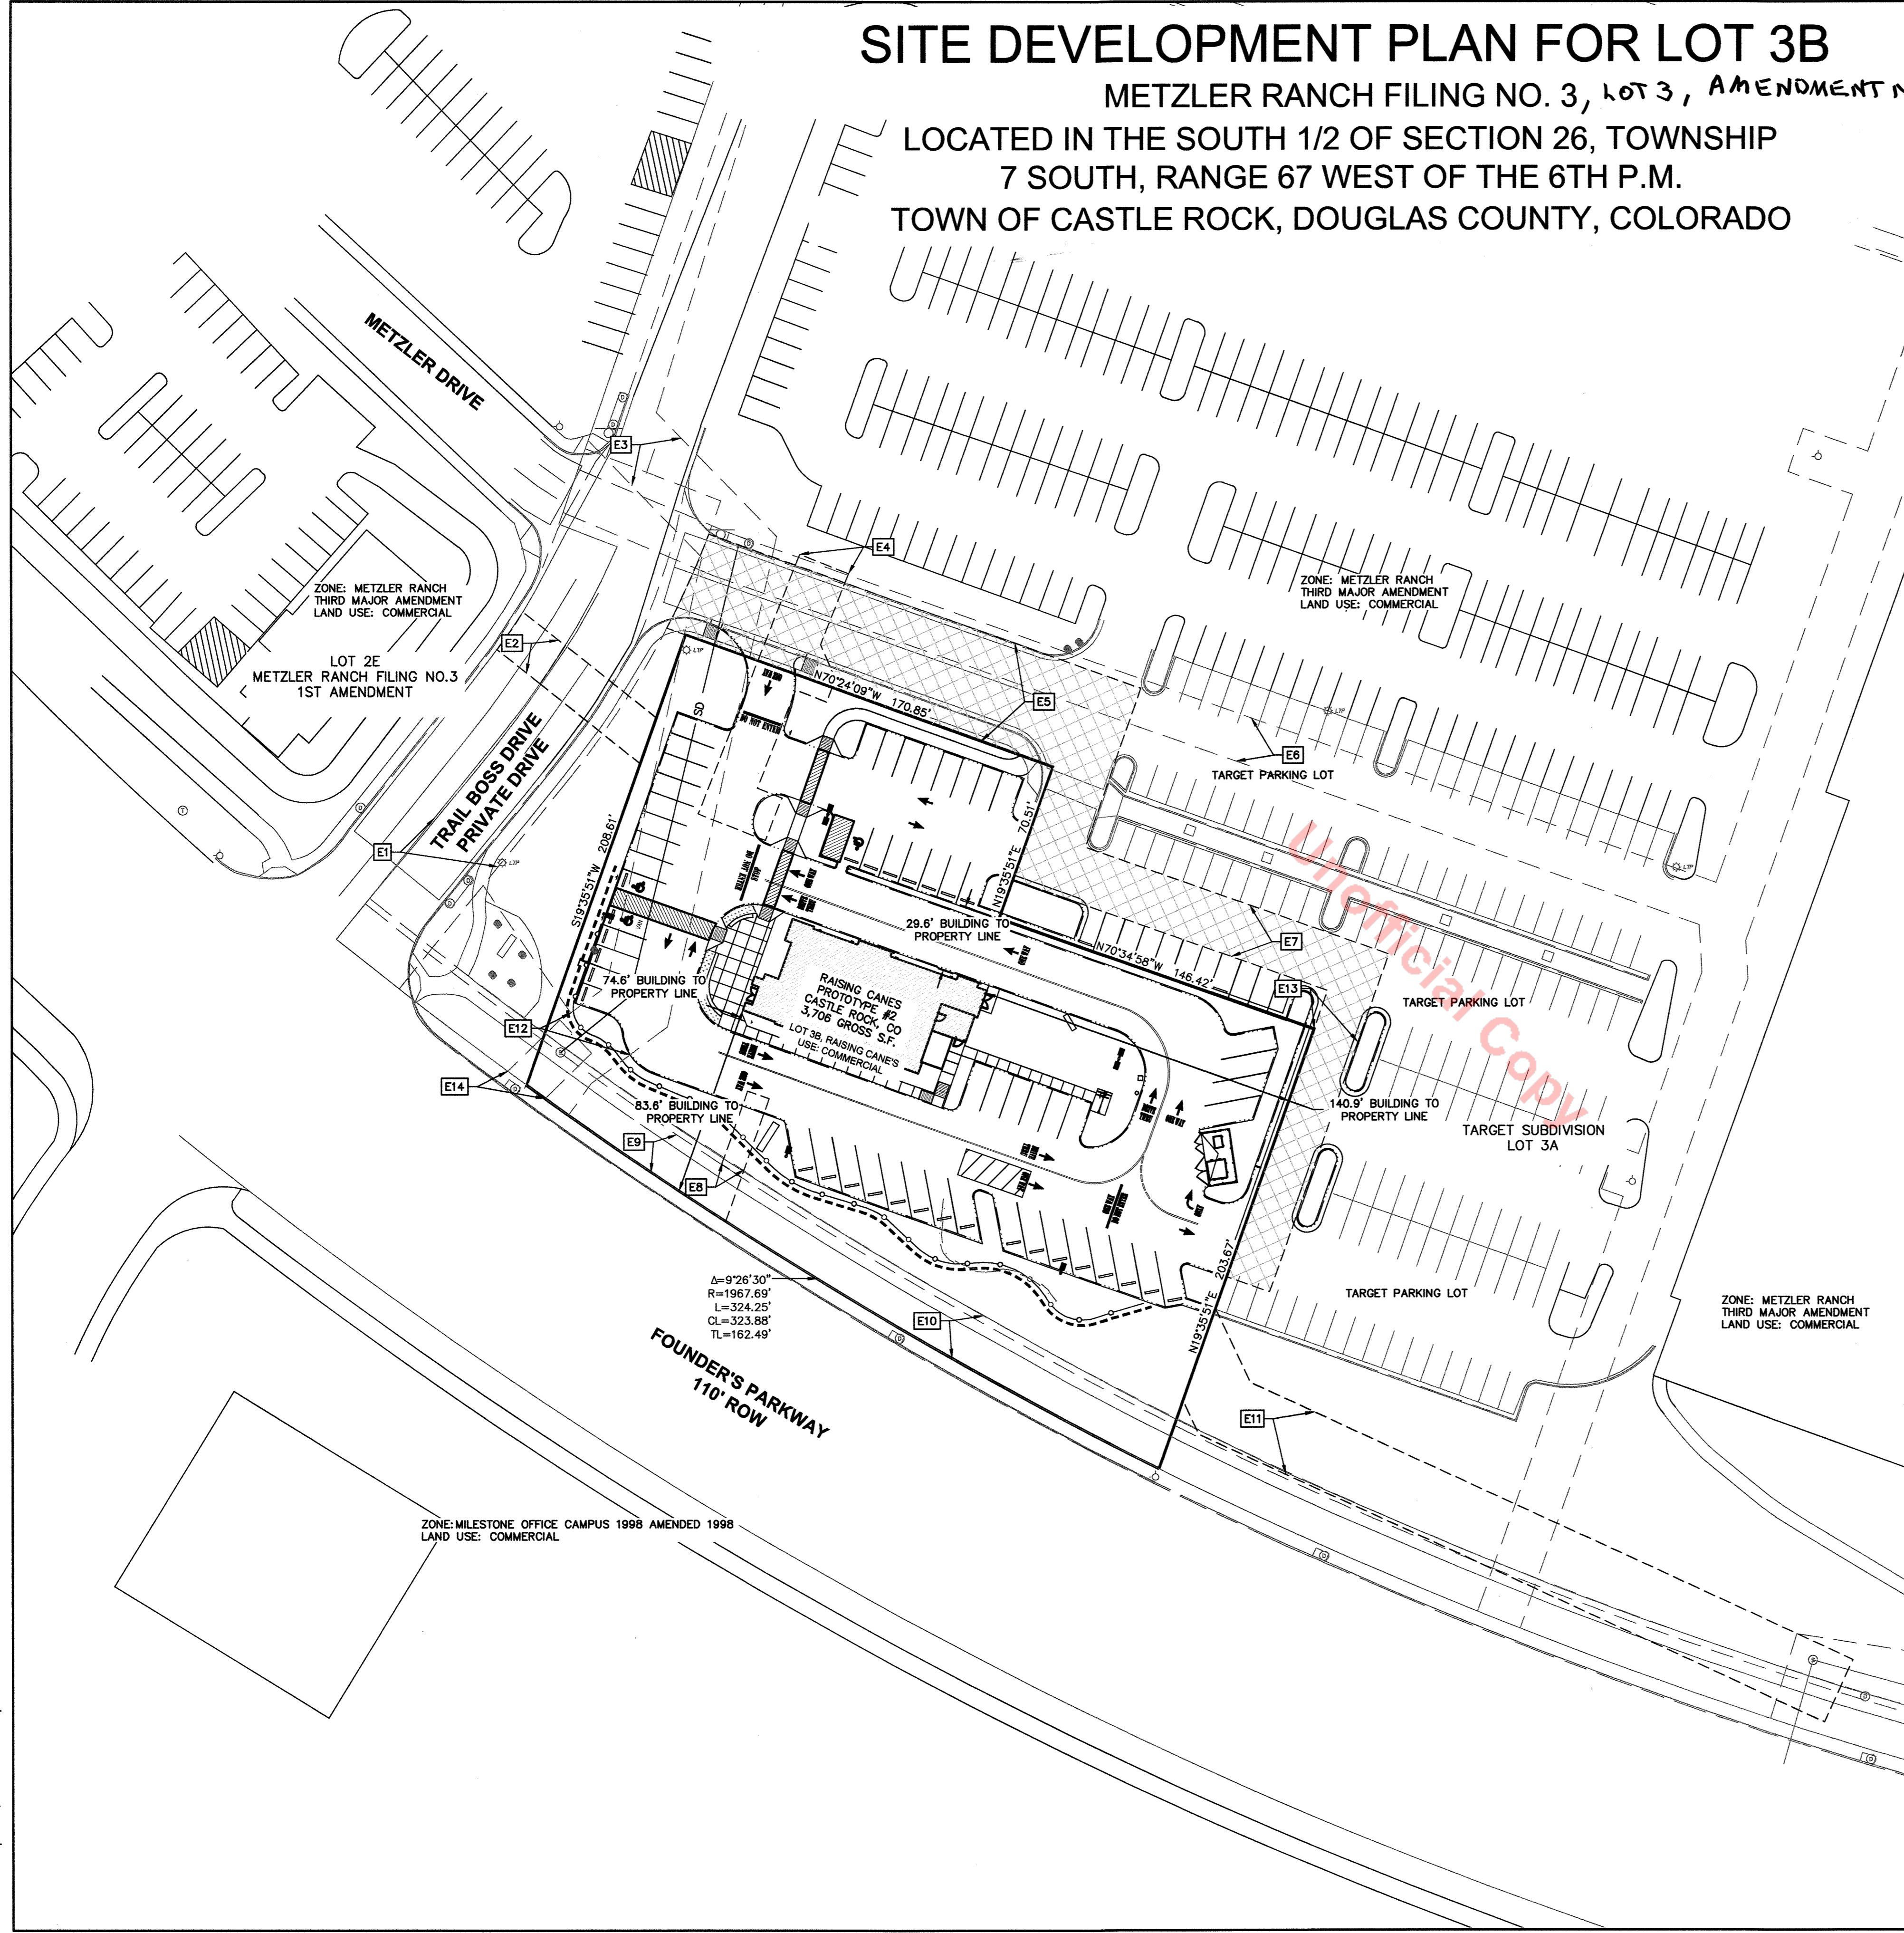 SITE DEVELOPMENT PLAN FOR LOT 3B
METZLER RANCH FILING NO. 3, LOT 3, AMENDMENT
LOCATED IN THE SOUTH 1/2 OF SECTION 26, TOWNSHIP
7 SOUTH, RANGE 67 WEST OF THE 6TH P.M.
TOWN OF CASTLE ROCK, DOUGLAS COUNTY, COLORADO
METZLER DRIVE
E3
E4
ZONE: METZLER RANCH
THIRD MAJOR AMENDMENT
LAND USE: COMMERCIAL
ZONE: METZLER RANCH
THIRD MAJOR AMENDMENT
LAND USE: COMMERCIAL
E2
LOT 2E
METZLER RANCH FILING NO.3
1ST AMENDMENT
LTP
N70°24'09"W
170.85'
SD
DO NOT ENTER
E5
LTP
E6
TARGET PARKING LOT
TRAIL BOSS DRIVE
PRIVATE DRIVE
S19°35'51"W 208.61'
N19°35'51"E 70.51'
E1
LTP
LTP
Unofficial Copy
VAN
29.6' BUILDING TO
PROPERTY LINE
N70°34'58"W 146.42'
E7
74.6' BUILDING TO
PROPERTY LINE
RAISING CANES
PROTOTYPE #2
CASTLE ROCK, CO
3,706 GROSS S.F.
LOT 3B, RAISING CANE'S
USE: COMMERCIAL
E13
TARGET PARKING LOT
E12
E14
83.6' BUILDING TO
PROPERTY LINE
140.9' BUILDING TO
PROPERTY LINE
TARGET SUBDIVISION
LOT 3A
E9
E8
N19°35'51"E 203.67'
Δ=9°26'30"
R=1967.69'
L=324.25'
CL=323.88'
TL=162.49'
E10
TARGET PARKING LOT
ZONE: METZLER RANCH
THIRD MAJOR AMENDMENT
LAND USE: COMMERCIAL
FOUNDER'S PARKWAY
110' ROW
E11
ZONE: MILESTONE OFFICE CAMPUS 1998 AMENDED 1998
LAND USE: COMMERCIAL